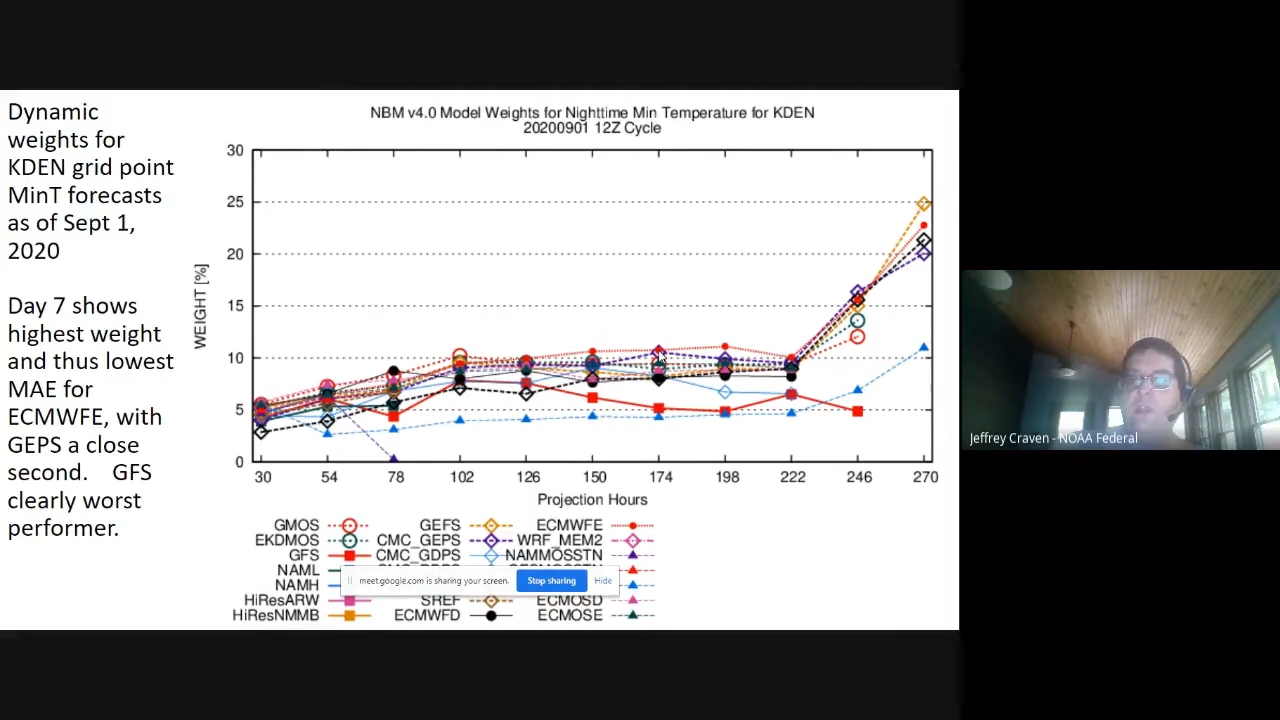 Dynamic
weights for
KDEN grid point
MinT forecasts
as of Sept 1,
2020
Day 7 shows
highest weight
and thus lowest
MAE for
ECMWFE, with
GEPS a close
second. GFS
clearly worst
performer.
NBM v4.0 Model Weights for Nighttime Min Temperature for KDEN
20200901 12Z Cycle
WEIGHT [%]
30
25
20
15
10
5
0
30 54 78 102 126 150 174 198 222 246 270
Projection Hours
GMOS GEFS ECMWFE
EKDMOS CMC_GEPS WRF_MEM2
GFS CMC_GDPS NAMMOSSTN
NAML
NAMH
meet.google.com is sharing your screen. Stop sharing Hide
HiResARW SREF ECMOSD
HiResNMMB ECMWFD ECMOSE
Jeffrey Craven - NOAA Federal